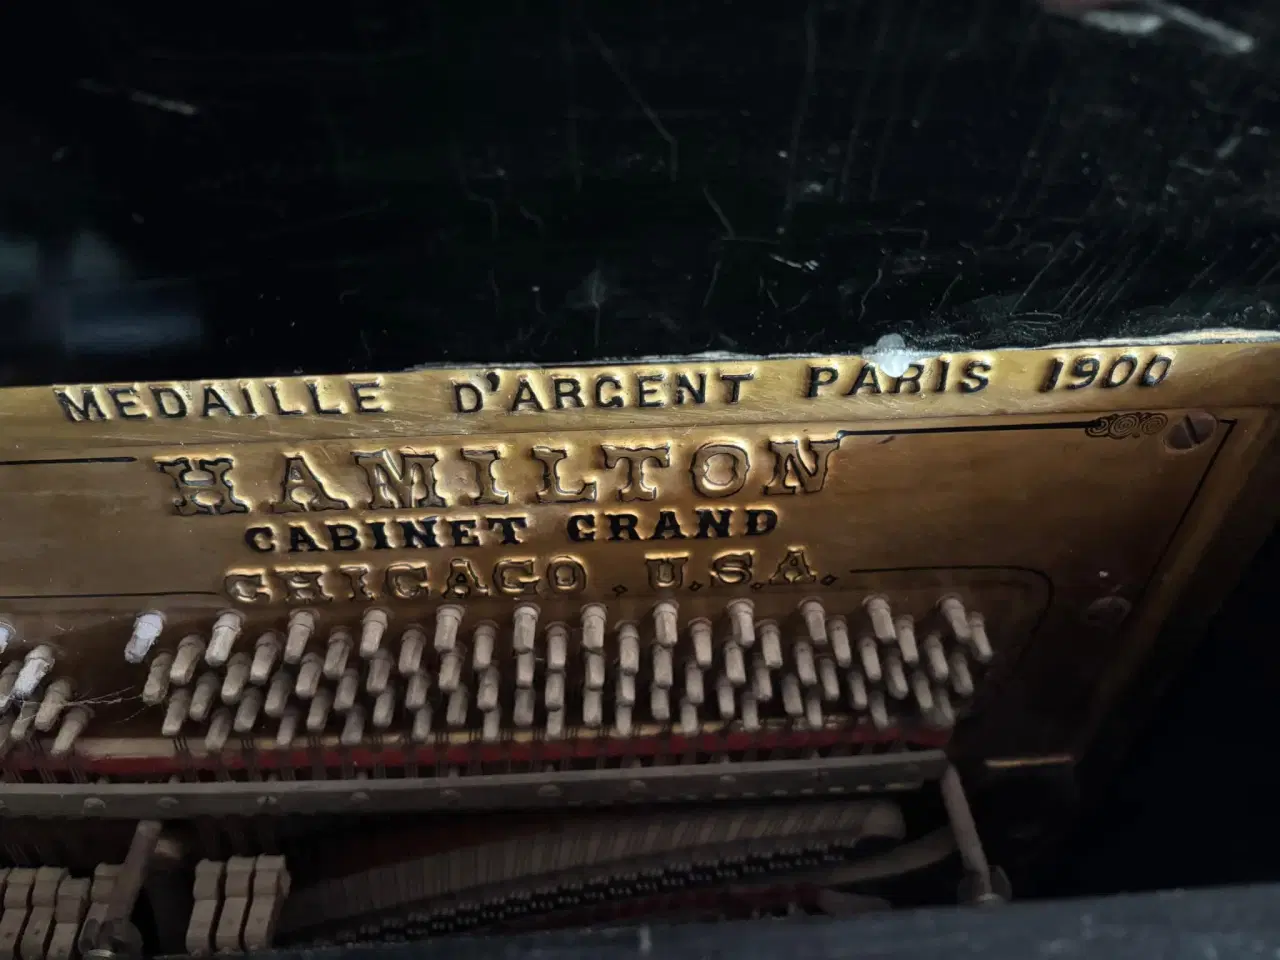 MEDAILLE D'ARGENT PARIS 1900
HAMILTON
CABINET GRAND
CHICAGO . U.S.A.